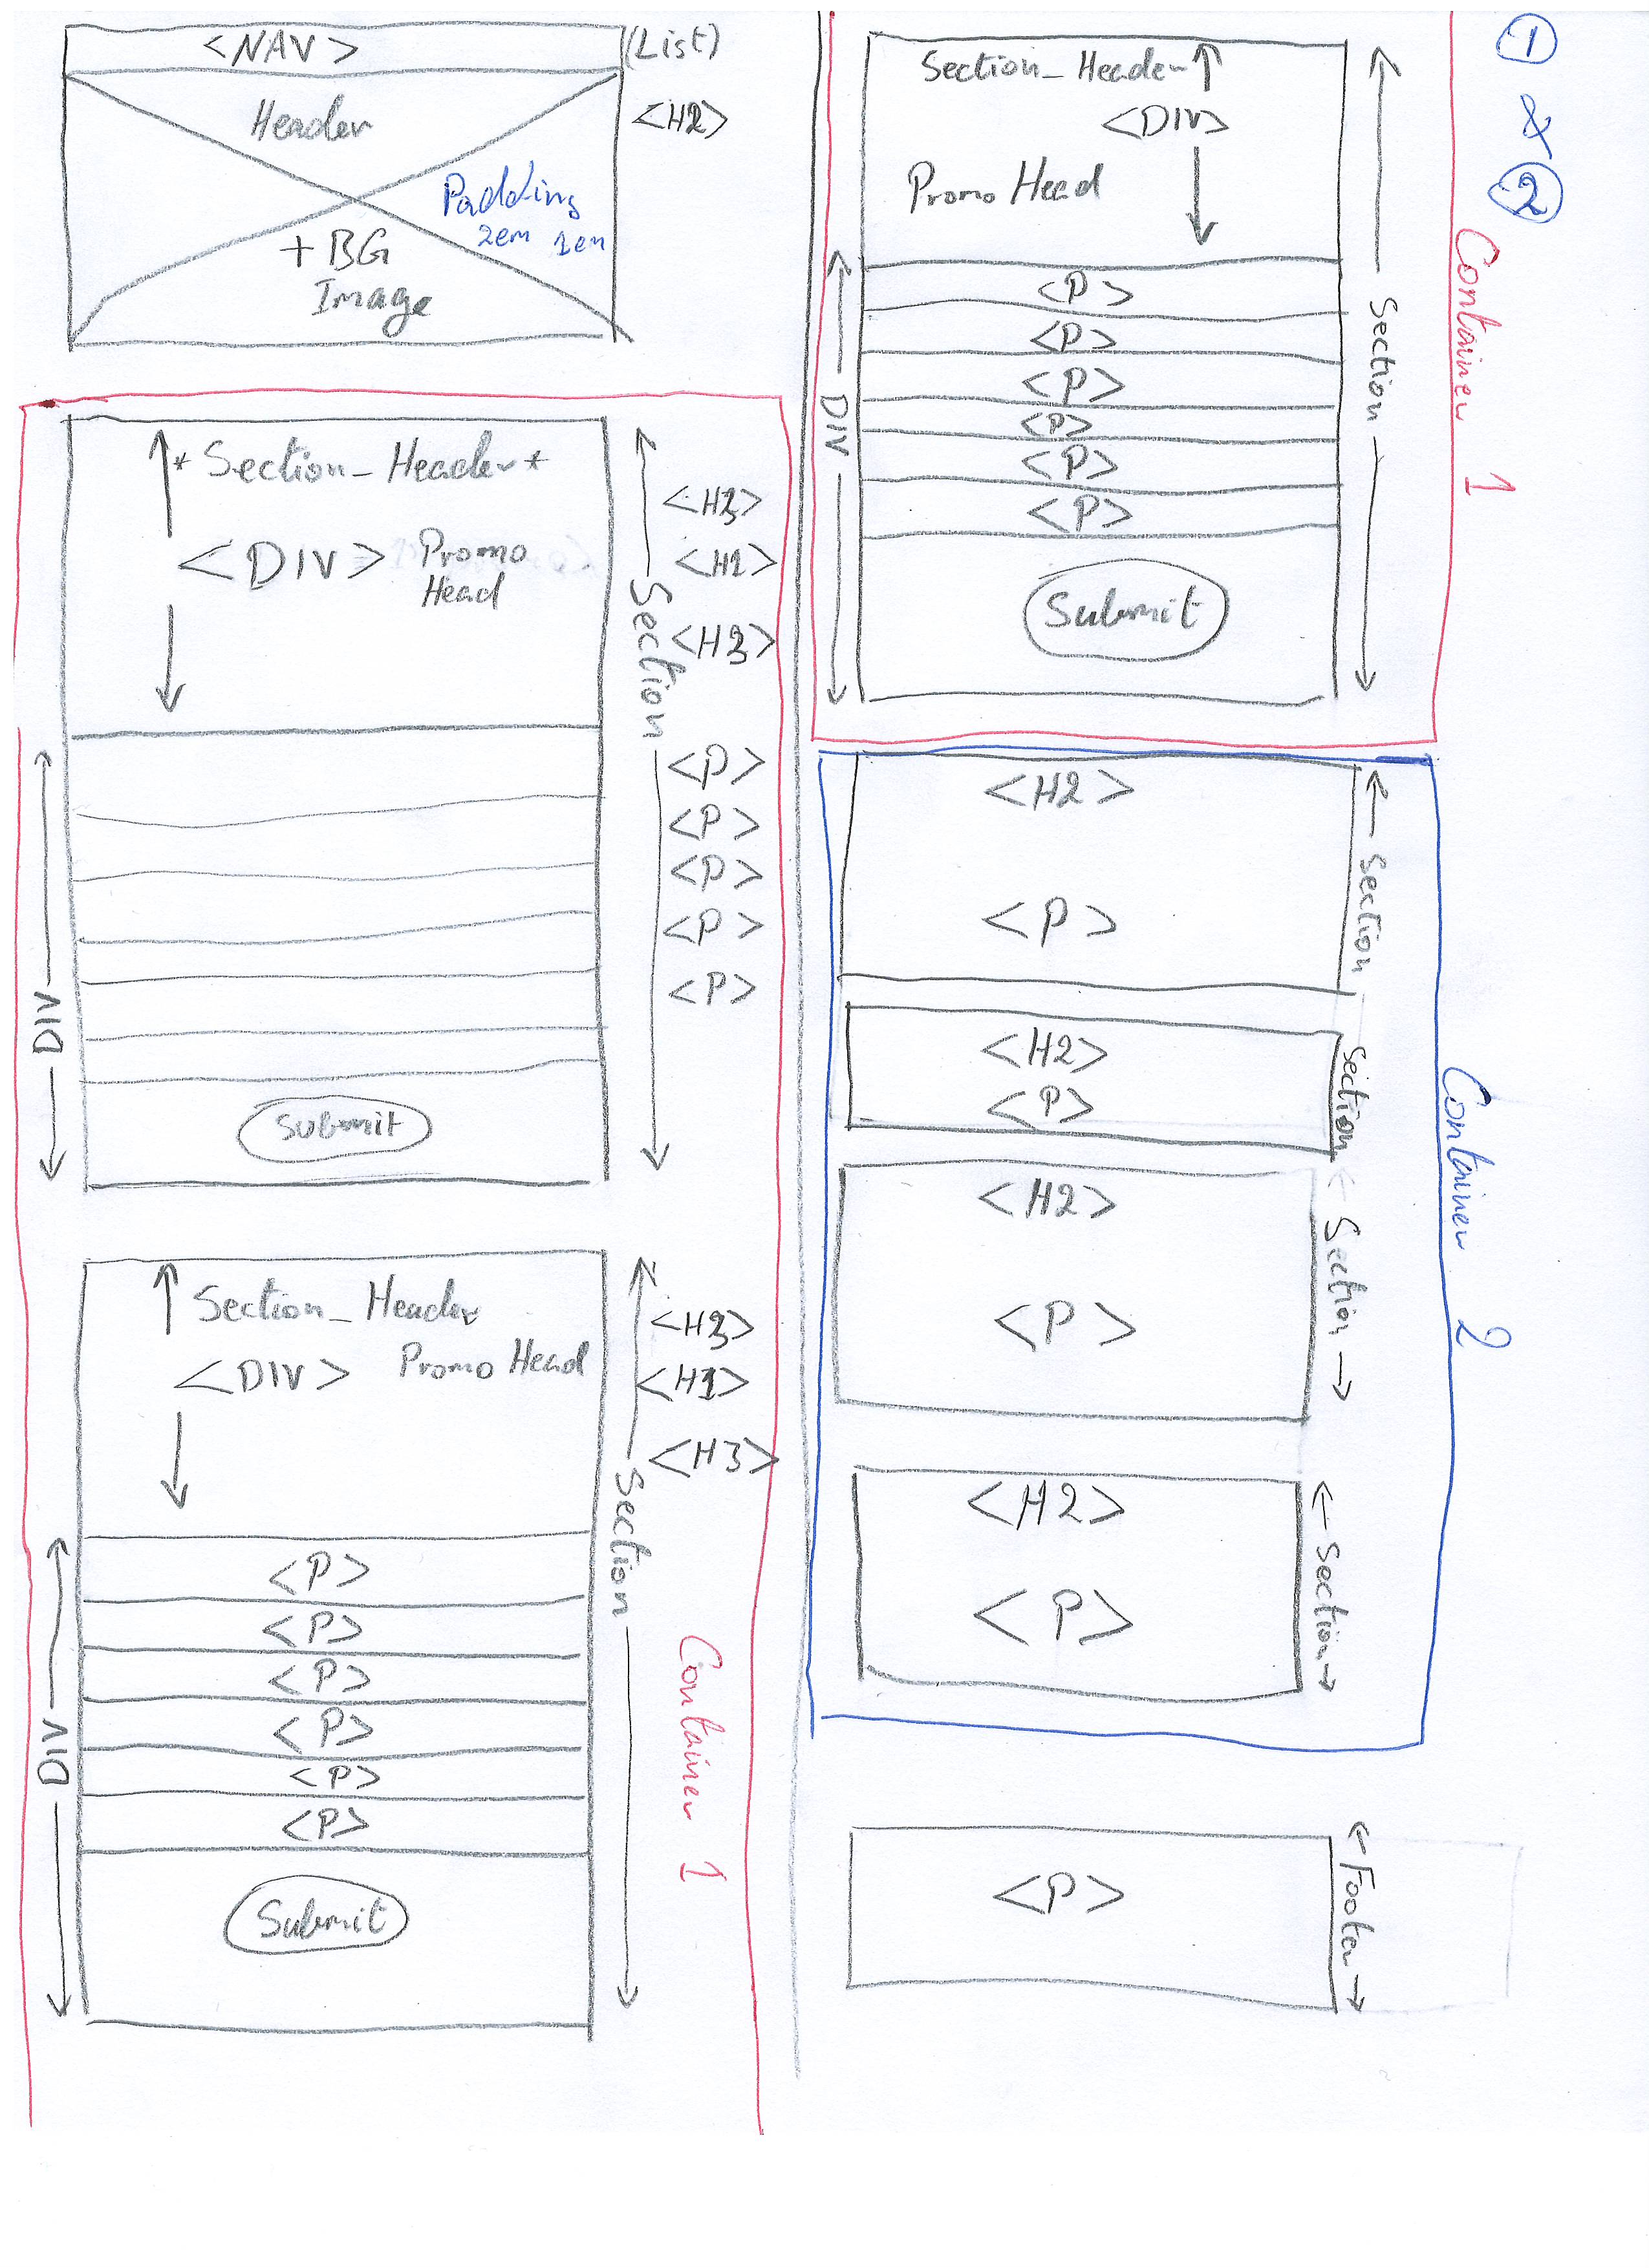 <NAV>
(List)
Header
<H2>
Padding
2em 1em
+ BG
Image
*Section_Header*
<DIV>
Promo
Head
Section
<H3>
<H1>
<H3>
DIV
<P>
<P>
<P>
<P>
<P>
Submit
Section_Header
<DIV>
Promo Head
Section
<H3>
<H1>
<H3>
DIV
<P>
<P>
<P>
<P>
<P>
<P>
Submit
Container 1
Section_Header
<DIV>
Promo Head
Section
DIV
<P>
<P>
<P>
<P>
<P>
<P>
Submit
Container 1
1
&
2
<H2>
<P>
Section
<H2>
<P>
Section
<H2>
<P>
Section
<H2>
<P>
Section
Container 2
<P>
Footer